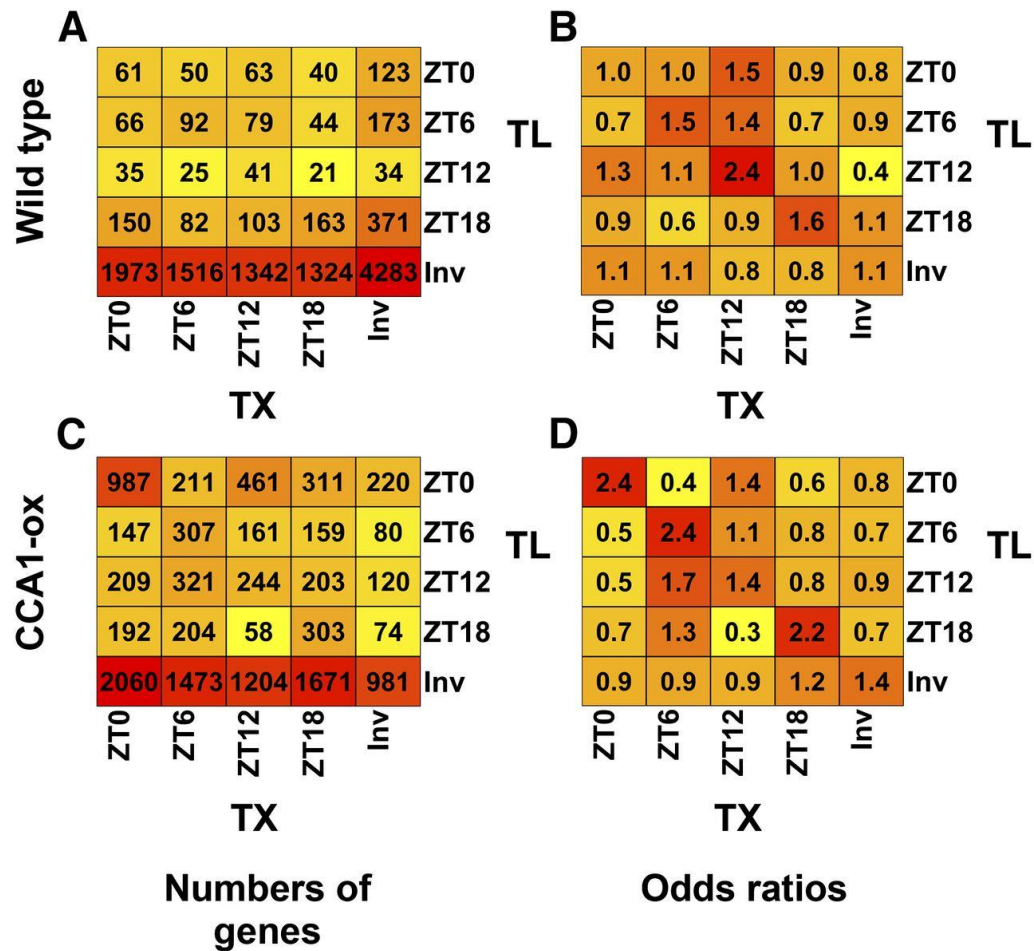 A
B
61 50 63 40 123 ZT0
66 92 79 44 173 ZT6
35 25 41 21 34 ZT12
150 82 103 163 371 ZT18
1973 1516 1342 1324 4283 Inv
ZT0 ZT6 ZT12 ZT18 Inv
TX
TL
Wild type
1.0 1.0 1.5 0.9 0.8 ZT0
0.7 1.5 1.4 0.7 0.9 ZT6
1.3 1.1 2.4 1.0 0.4 ZT12
0.9 0.6 0.9 1.6 1.1 ZT18
1.1 1.1 0.8 0.8 1.1 Inv
ZT0 ZT6 ZT12 ZT18 Inv
TX
TL
C
D
987 211 461 311 220 ZT0
147 307 161 159 80 ZT6
209 321 244 203 120 ZT12
192 204 58 303 74 ZT18
2060 1473 1204 1671 981 Inv
ZT0 ZT6 ZT12 ZT18 Inv
TX
TL
CCA1-ox
2.4 0.4 1.4 0.6 0.8 ZT0
0.5 2.4 1.1 0.8 0.7 ZT6
0.5 1.7 1.4 0.8 0.9 ZT12
0.7 1.3 0.3 2.2 0.7 ZT18
0.9 0.9 0.9 1.2 1.4 Inv
ZT0 ZT6 ZT12 ZT18 Inv
TX
TL
Numbers of
genes
Odds ratios